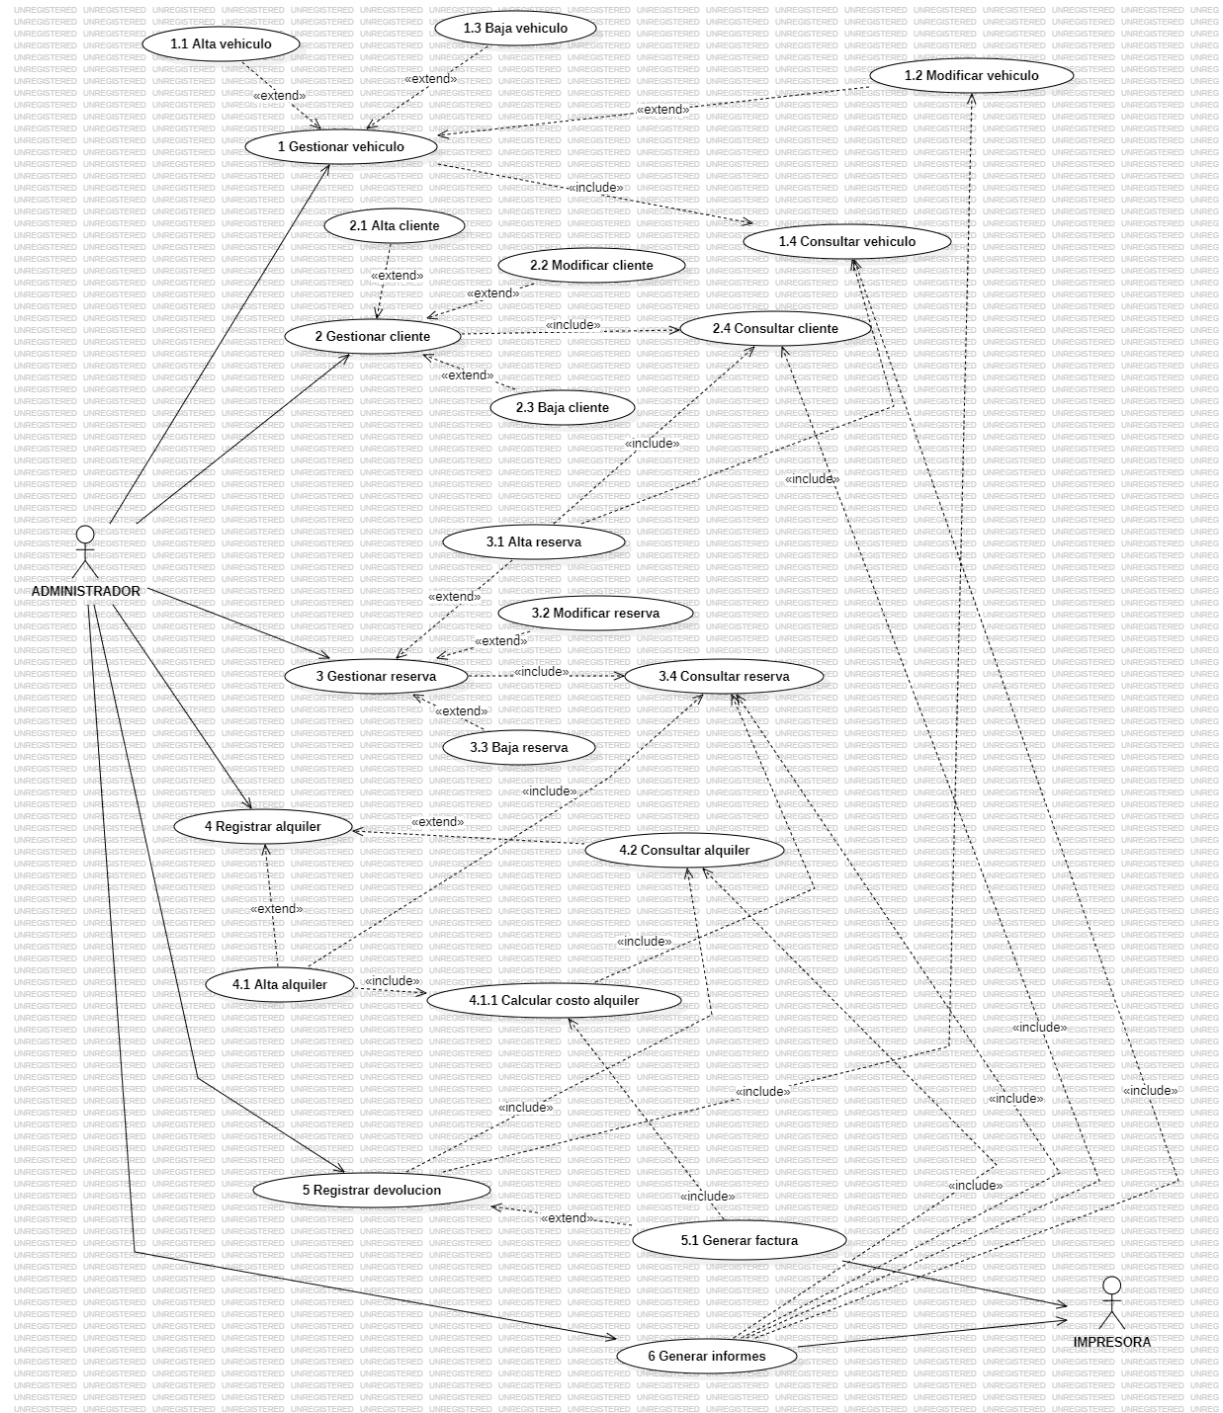 1.3 Baja vehiculo
1.1 Alta vehiculo
1.2 Modificar vehiculo
«extend»
«extend»
«extend»
1 Gestionar vehiculo
«include»
2.1 Alta cliente
1.4 Consultar vehiculo
2.2 Modificar cliente
«extend»
«extend»
«include»
2.4 Consultar cliente
2 Gestionar cliente
«extend»
2.3 Baja cliente
«include»
«include»
3.1 Alta reserva
ADMINISTRADOR
«extend»
3.2 Modificar reserva
«extend»
«include»
3 Gestionar reserva
3.4 Consultar reserva
«extend»
3.3 Baja reserva
«include»
«extend»
4 Registrar alquiler
4.2 Consultar alquiler
«extend»
«include»
«include»
4.1 Alta alquiler
4.1.1 Calcular costo alquiler
«include»
«include»
«include»
«include»
«include»
«include»
«include»
5 Registrar devolucion
«include»
«extend»
5.1 Generar factura
IMPRESORA
6 Generar informes
UNREGISTERED